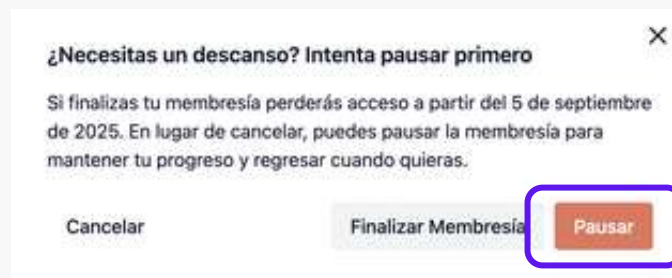 ¿Necesitas un descanso? Intenta pausar primero
Si finalizas tu membresía perderás acceso a partir del 5 de septiembre
de 2025. En lugar de cancelar, puedes pausar la membresía para
mantener tu progreso y regresar cuando quieras.
Cancelar Finalizar Membresía Pausar